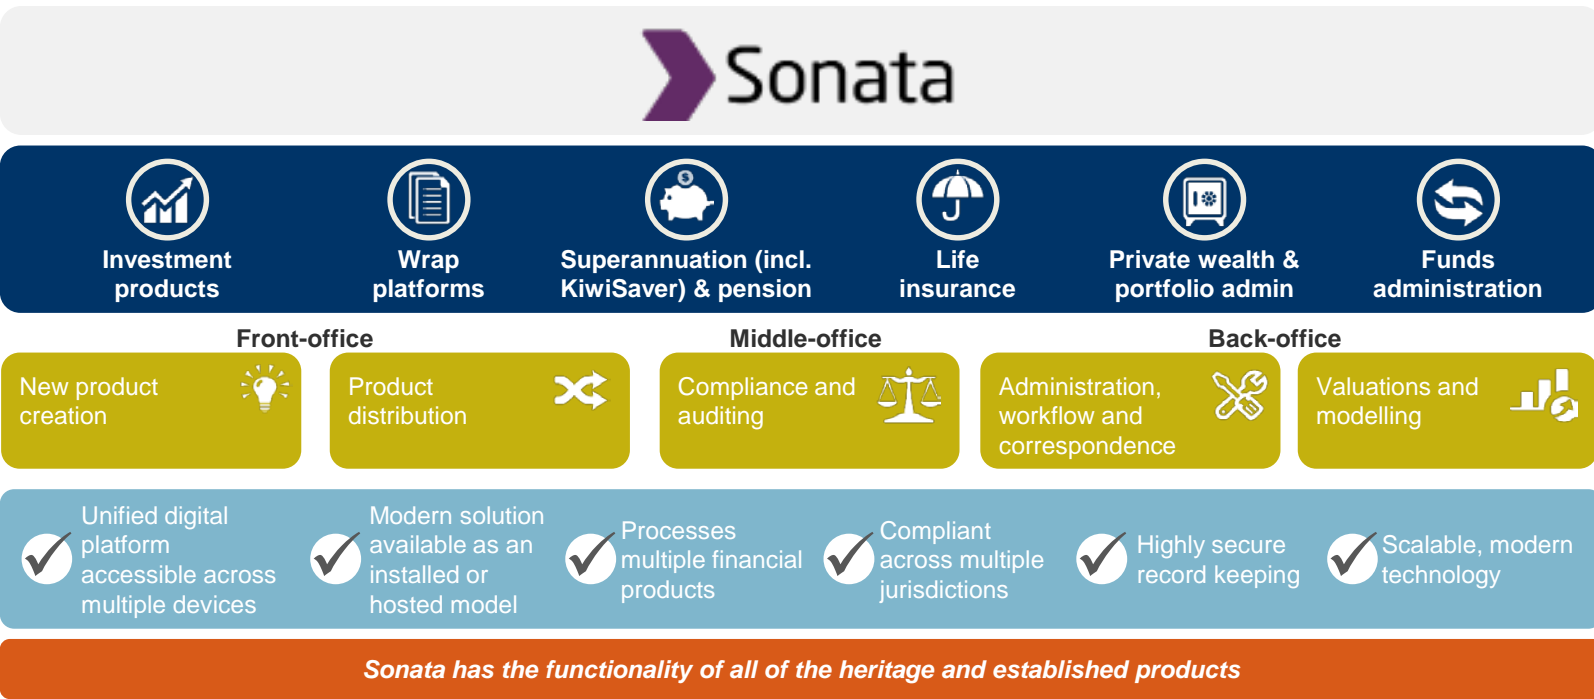 Sonata
Investment
products
Wrap
platforms
Superannuation (incl.
KiwiSaver) & pension
Life
insurance
Private wealth &
portfolio admin
Funds
administration
Front-office
Middle-office
Back-office
New product
creation
Product
distribution
Compliance and
auditing
Administration,
workflow and
correspondence
Valuations and
modelling
Unified digital
platform
accessible across
multiple devices
Modern solution
available as an
installed or
hosted model
Processes
multiple financial
products
Compliant
across multiple
jurisdictions
Highly secure
record keeping
Scalable, modern
technology
Sonata has the functionality of all of the heritage and established products